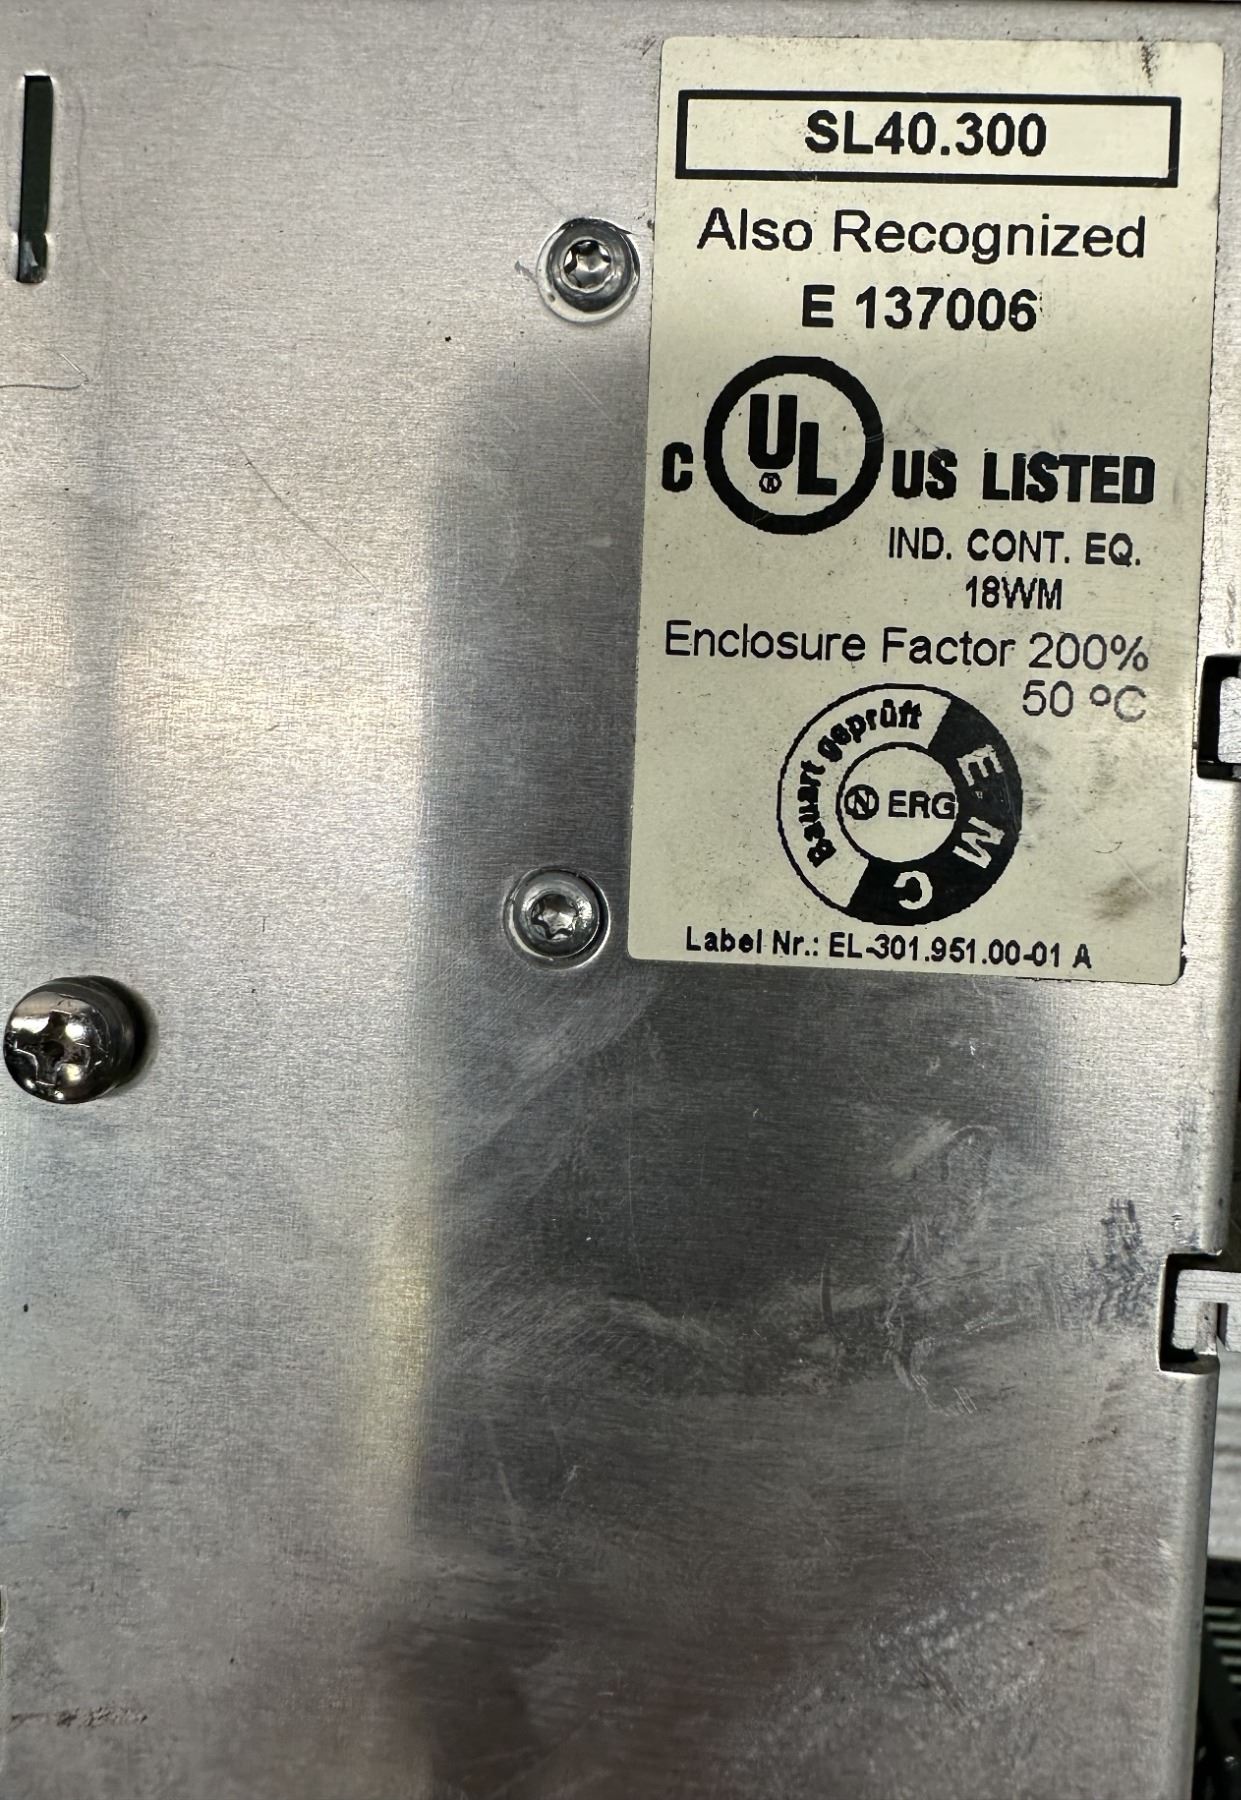 SL40.300
Also Recognized
E 137006
C UL US LISTED
IND. CONT. EQ.
18WM
Enclosure Factor 200%
50 °C
Bauart geprüft
N ERG
EMC
Label Nr.: EL-301.951.00-01 A